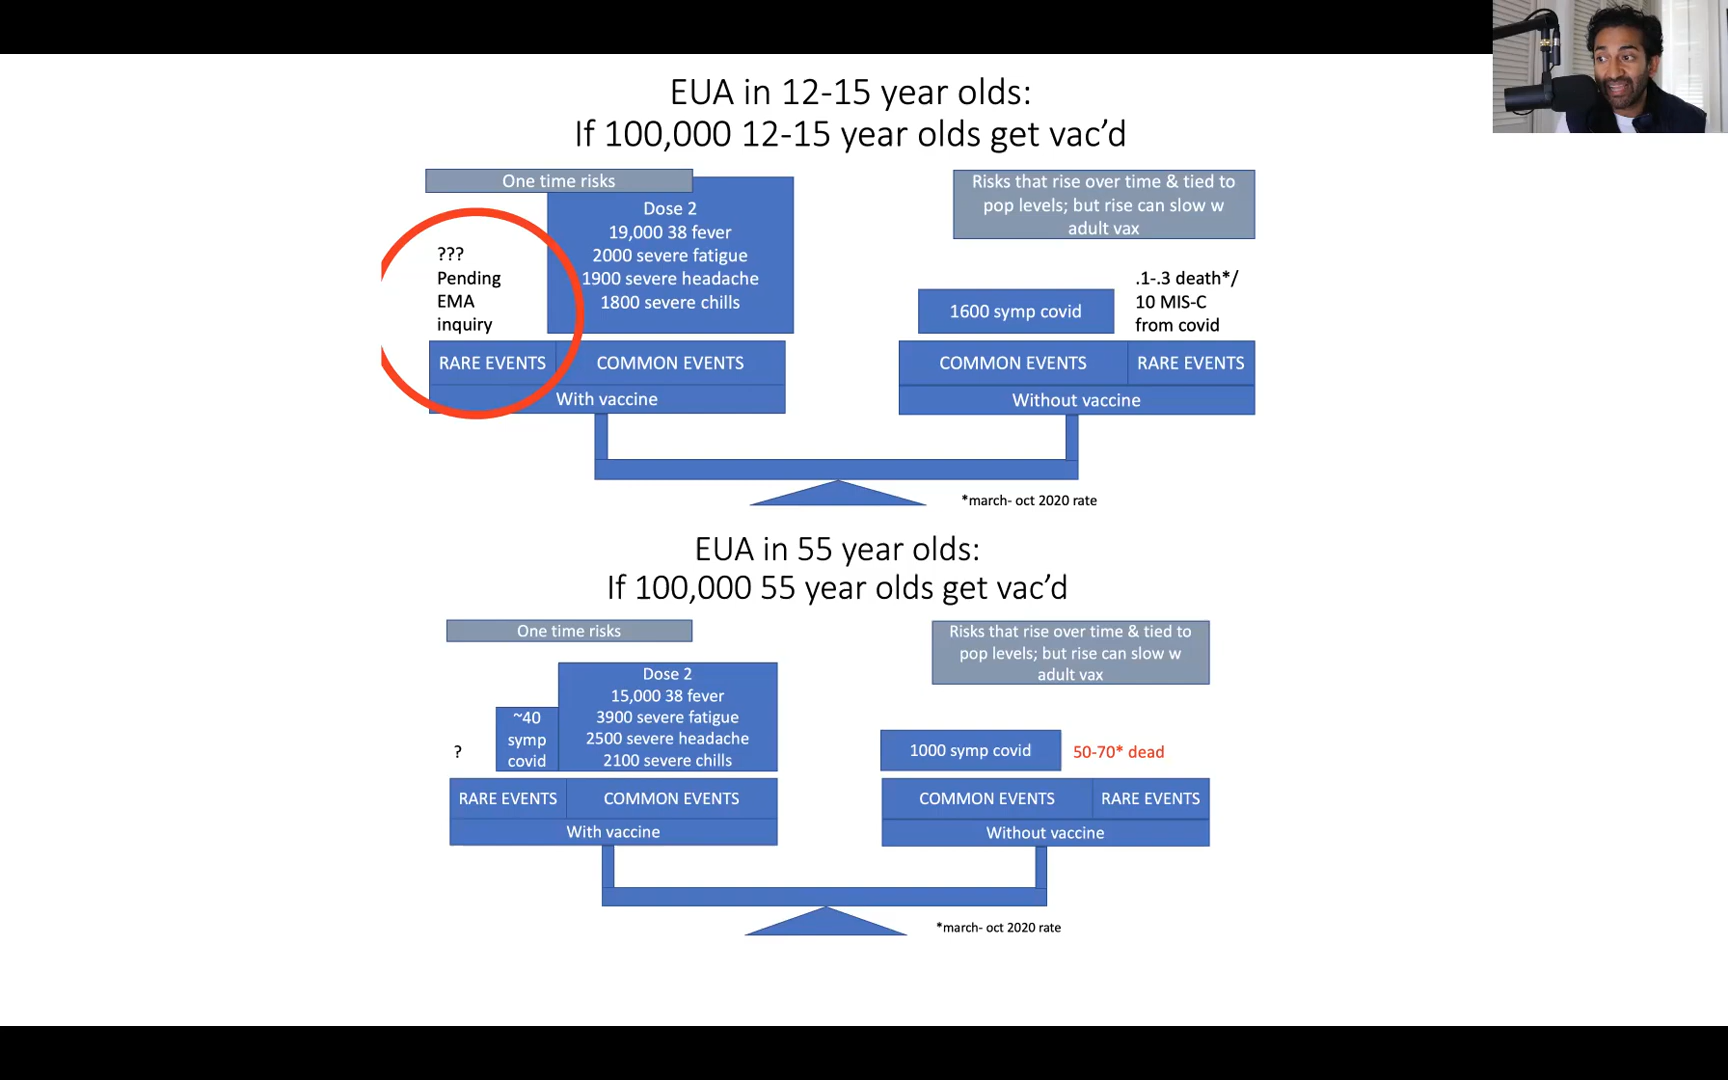 EUA in 12-15 year olds:
If 100,000 12-15 year olds get vac'd
One time risks
???
Pending
EMA
inquiry
Dose 2
19,000 38 fever
2000 severe fatigue
1900 severe headache
1800 severe chills
RARE EVENTS
COMMON EVENTS
With vaccine
Risks that rise over time & tied to
pop levels; but rise can slow w
adult vax
1600 symp covid
.1-.3 death*/
10 MIS-C
from covid
COMMON EVENTS
RARE EVENTS
Without vaccine
*march- oct 2020 rate
EUA in 55 year olds:
If 100,000 55 year olds get vac'd
One time risks
?
~40
symp
covid
Dose 2
15,000 38 fever
3900 severe fatigue
2500 severe headache
2100 severe chills
RARE EVENTS
COMMON EVENTS
With vaccine
Risks that rise over time & tied to
pop levels; but rise can slow w
adult vax
1000 symp covid
50-70* dead
COMMON EVENTS
RARE EVENTS
Without vaccine
*march- oct 2020 rate